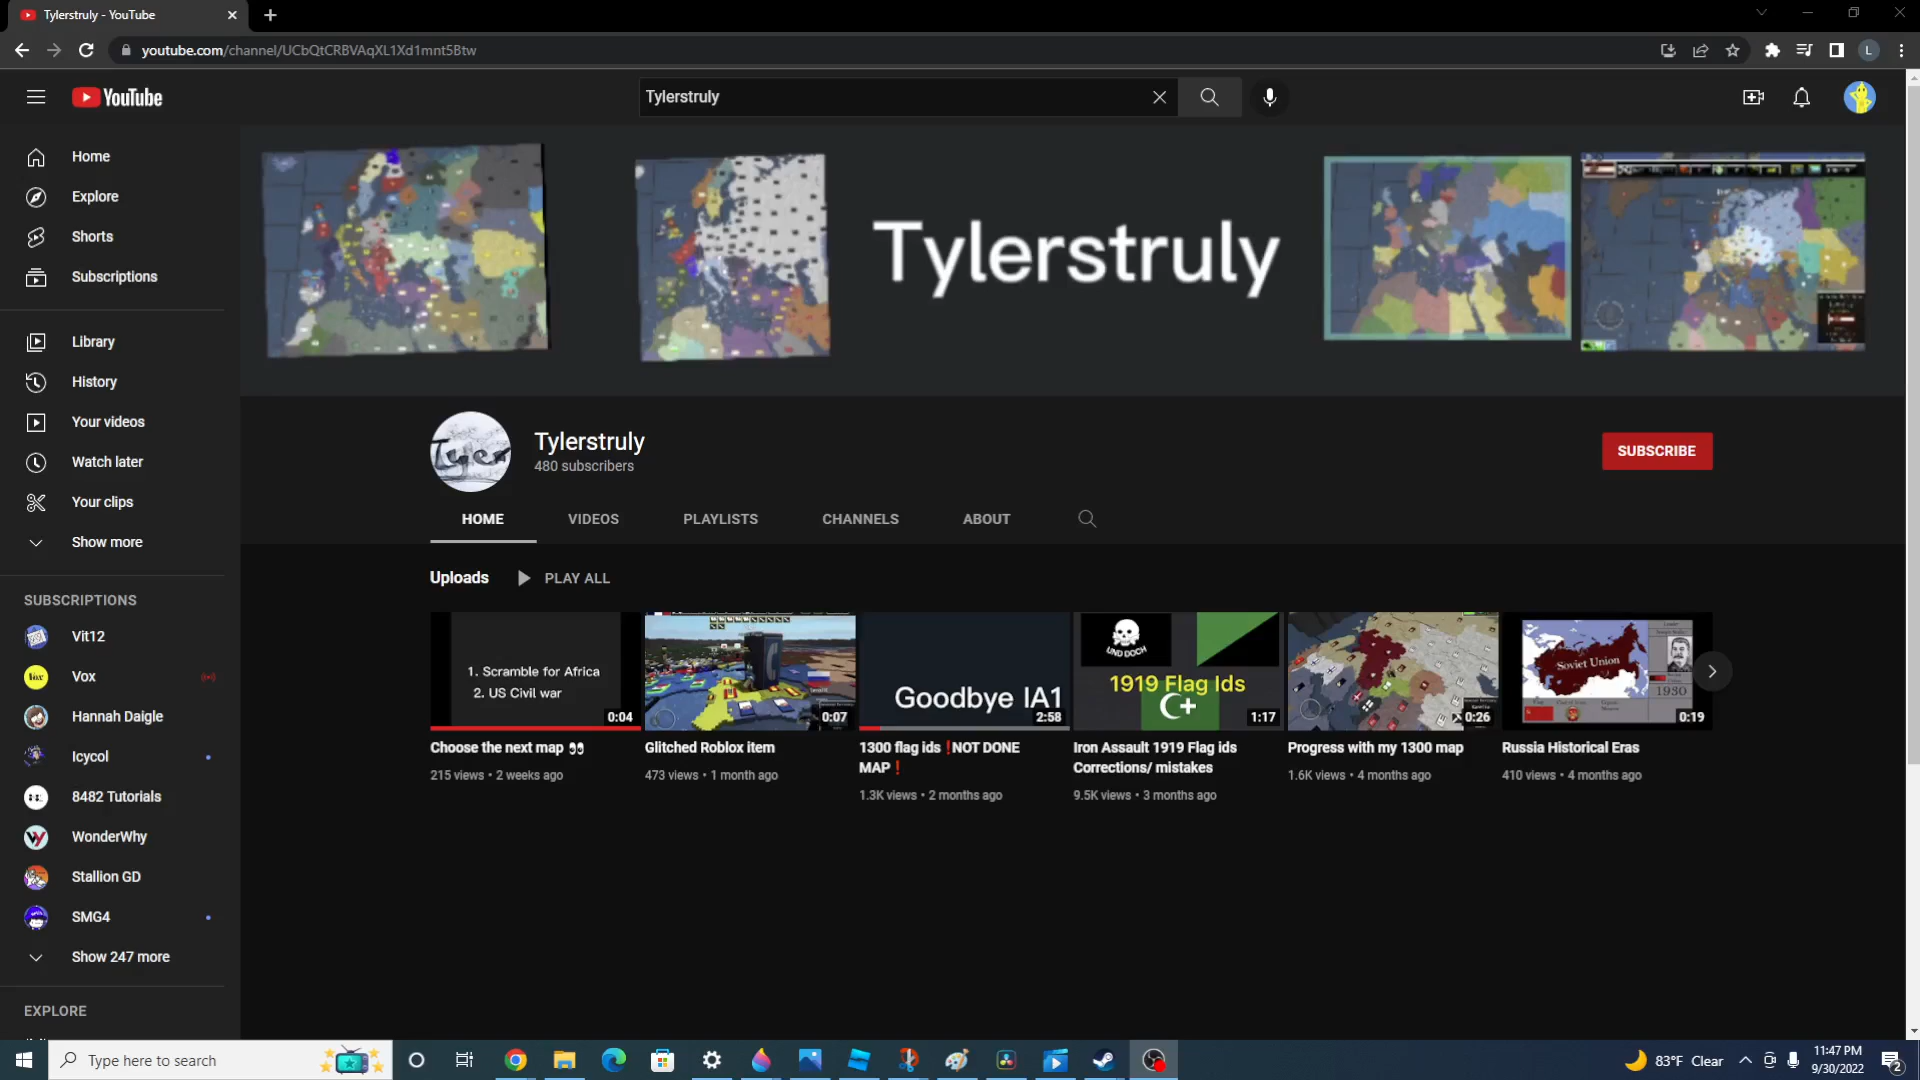 Tylerstruly - YouTube
youtube.com/channel/UCbQtCRBVAqXL1Xd1mnt5Btw
L
YouTube
Tylerstruly
Home
Explore
Shorts
Subscriptions
Library
History
Your videos
Watch later
Your clips
Show more
SUBSCRIPTIONS
Vit12
Vox
Hannah Daigle
Icycol
8482 Tutorials
WonderWhy
Stallion GD
SMG4
Show 247 more
EXPLORE
Tylerstruly
Tyler
Tylerstruly
480 subscribers
SUBSCRIBE
HOME
VIDEOS
PLAYLISTS
CHANNELS
ABOUT
Uploads
PLAY ALL
1. Scramble for Africa
2. US Civil war
0:04
Choose the next map 👀
215 views • 2 weeks ago
0:07
Glitched Roblox item
473 views • 1 month ago
Goodbye IA1
2:58
1300 flag ids❗NOT DONE
MAP❗
1.3K views • 2 months ago
UND DOCH
1919 Flag Ids
1:17
Iron Assault 1919 Flag ids
Corrections/ mistakes
9.5K views • 3 months ago
0:26
Progress with my 1300 map
1.6K views • 4 months ago
Soviet Union
1930
0:19
Russia Historical Eras
410 views • 4 months ago
Type here to search
83°F Clear
11:47 PM
9/30/2022
2